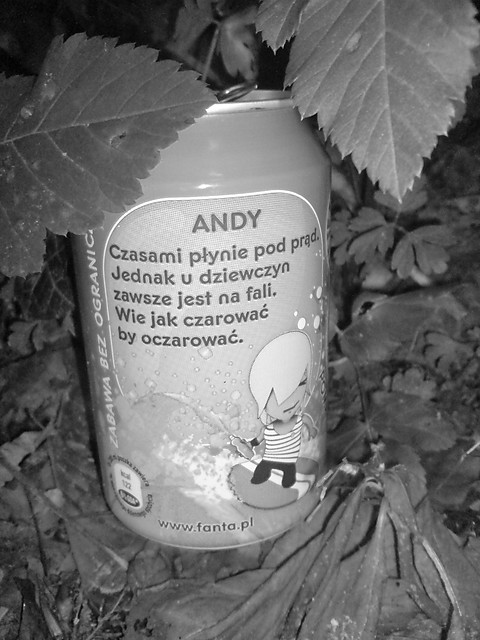 ANDY
Czasami płynie pod prąd.
Jednak u dziewczyn
zawsze jest na fali.
Wie jak czarować
by oczarować.
ZABAWA BEZ OGRANIC
kcal
www.fanta.pl